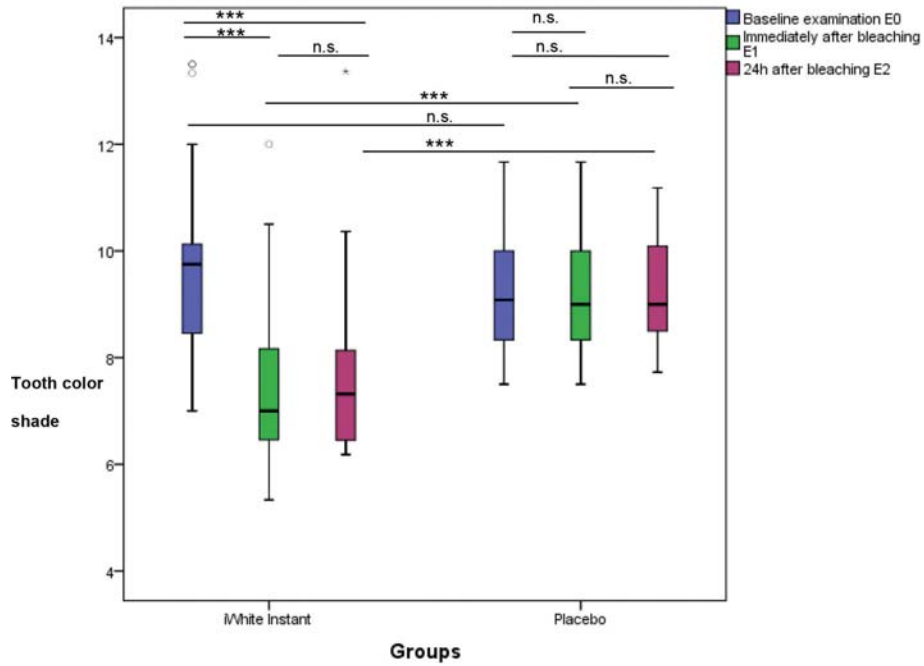 ***
***
n.s.
n.s.
n.s.
n.s.
***
n.s.
***
14
12
10
8
6
4
Tooth color
shade
iWhite Instant
Placebo
Groups
Baseline examination E0
Immediately after bleaching
E1
24h after bleaching E2